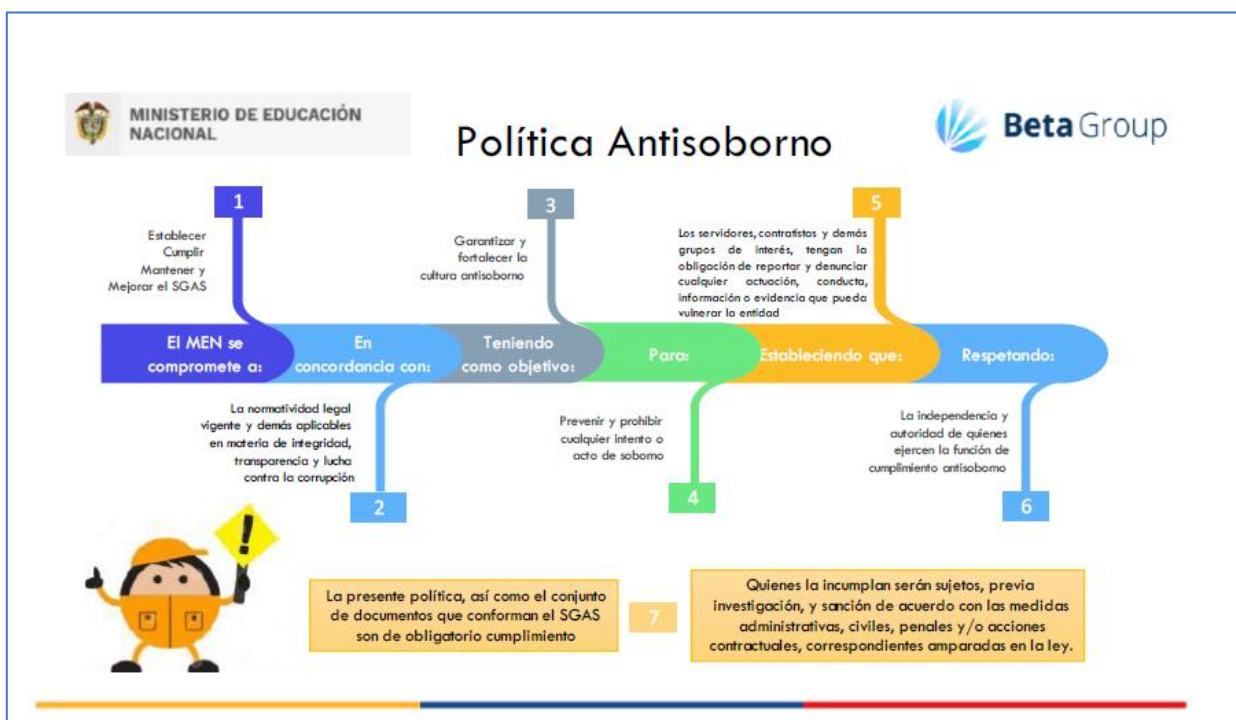 MINISTERIO DE EDUCACIÓN
NACIONAL
Política Antisoborno
Beta Group
1
Establecer
Cumplir
Mantener y
Mejorar el SGAS
3
Garantizar y
fortalecer la
cultura antisoborno
5
Los servidores, contratistas y demás
grupos de interés, tengan la
obligación de reportar y denunciar
cualquier actuación, conducta,
información o evidencia que pueda
vulnerar la entidad
El MEN se
compromete a:
En
concordancia con:
Teniendo
como objetivo:
Para:
Estableciendo que:
Respetando:
La normatividad legal
vigente y demás aplicables
en materia de integridad,
transparencia y lucha
contra la corrupción
2
Prevenir y prohibir
cualquier intento o
acto de soborno
4
La independencia y
autoridad de quienes
ejercen la función de
cumplimiento antisoborno
6
!
La presente política, así como el conjunto
de documentos que conforman el SGAS
son de obligatorio cumplimiento
7
Quienes la incumplan serán sujetos, previa
investigación, y sanción de acuerdo con las medidas
administrativas, civiles, penales y/o acciones
contractuales, correspondientes amparadas en la ley.